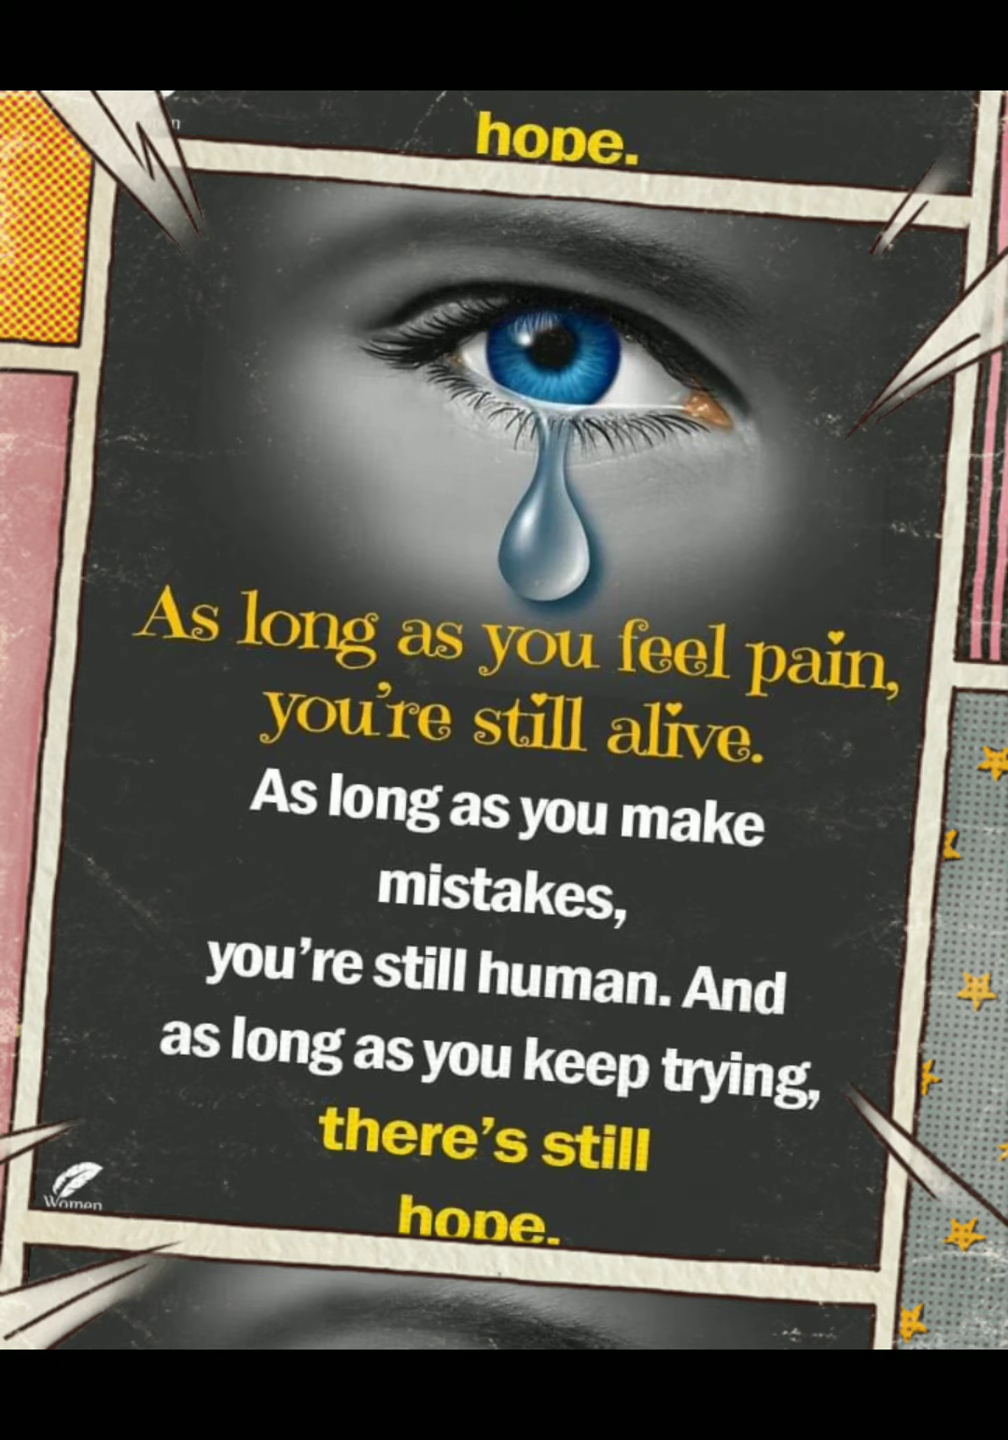 hope.
As long as you feel pain,
you're still alive.
As long as you make
mistakes,
you're still human. And
as long as you keep trying,
there's still
hope.
Women